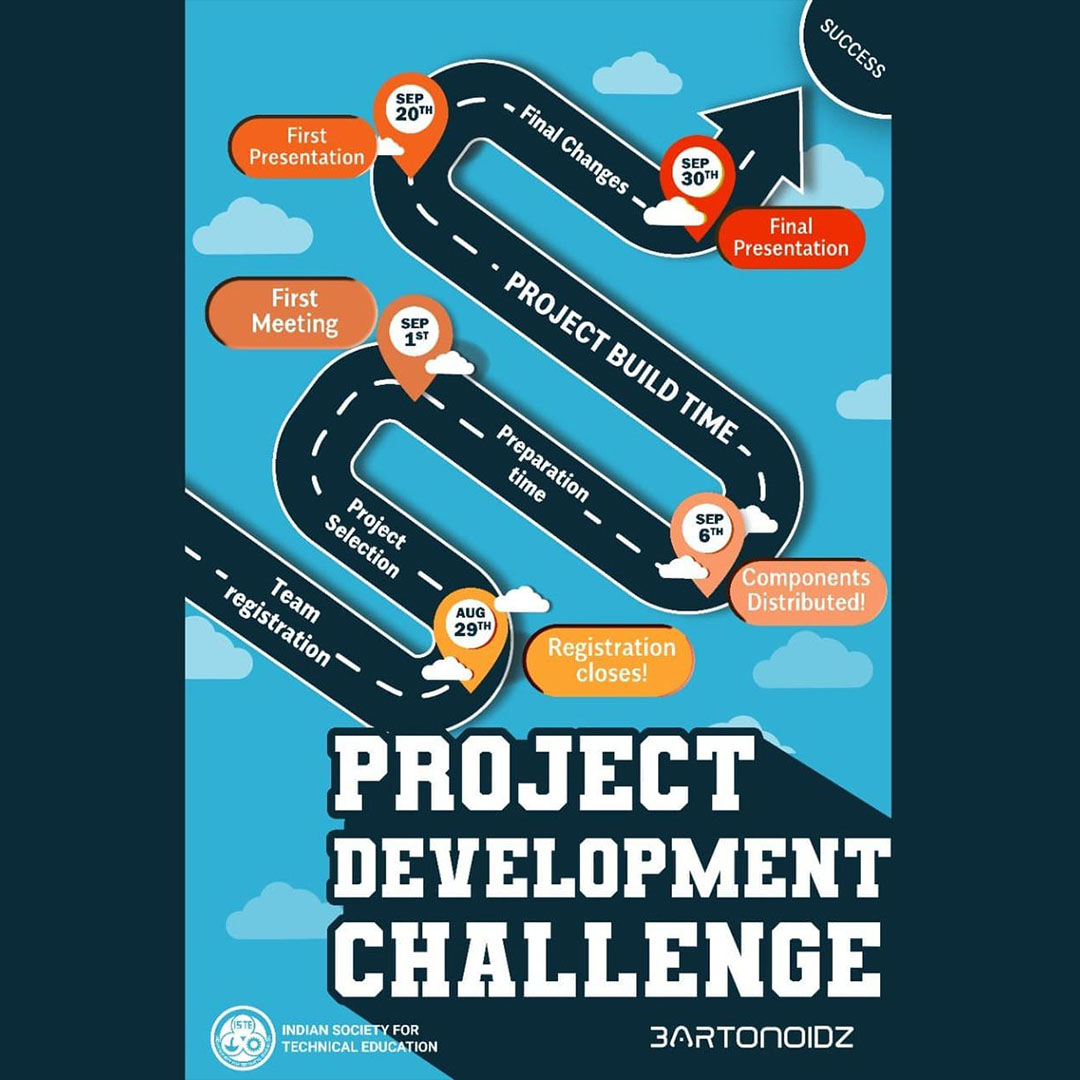 SUCCESS
SEP
20TH
First
Presentation
Final Changes
SEP
30TH
Final
Presentation
First
Meeting
SEP
1ST
PROJECT BUILD TIME
Preparation
time
SEP
6TH
Components
Distributed!
Project
Selection
Team
registration
AUG
29TH
Registration
closes!
PROJECT
DEVELOPMENT
CHALLENGE
ISTE
INDIAN SOCIETY FOR
TECHNICAL EDUCATION
BARTONOIDZ